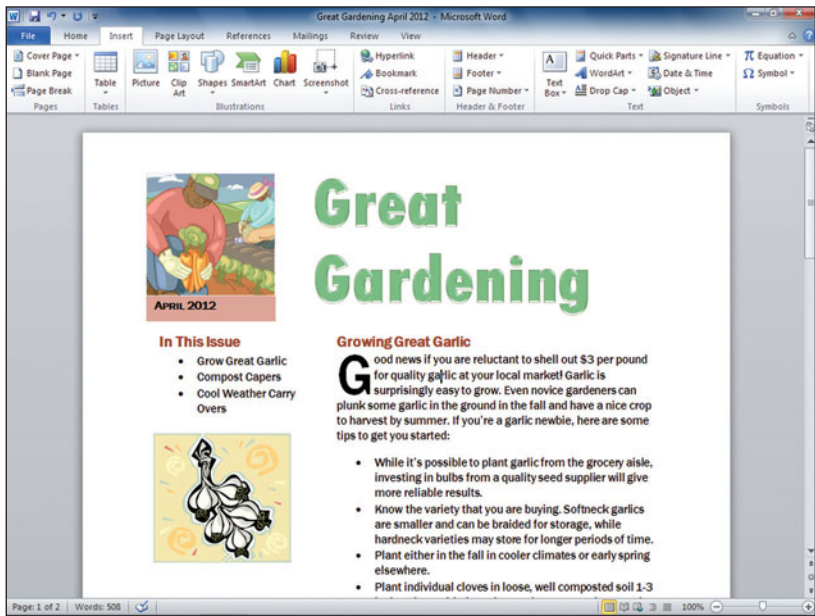 Great Gardening April 2012 - Microsoft Word
File Home Insert Page Layout References Mailings Review View
Cover Page
Blank Page
Page Break
Pages
Table
Tables
Picture
Clip Art
Shapes
SmartArt
Chart
Screenshot
Illustrations
Hyperlink
Bookmark
Cross-reference
Links
Header
Footer
Page Number
Header & Footer
Text Box
Quick Parts
WordArt
Drop Cap
Signature Line
Date & Time
Object
Text
Equation
Symbol
Symbols
Great
Gardening
APRIL 2012
In This Issue
• Grow Great Garlic
• Compost Capers
• Cool Weather Carry
Overs
Growing Great Garlic
Good news if you are reluctant to shell out $3 per pound
for quality garlic at your local market! Garlic is
surprisingly easy to grow. Even novice gardeners can
plunk some garlic in the ground in the fall and have a nice crop
to harvest by summer. If you're a garlic newbie, here are some
tips to get you started:
• While it's possible to plant garlic from the grocery aisle,
investing in bulbs from a quality seed supplier will give
more reliable results.
• Know the variety that you are buying. Softneck garlics
are smaller and can be braided for storage, while
hardneck varieties may store for longer periods of time.
• Plant either in the fall in cooler climates or early spring
elsewhere.
• Plant individual cloves in loose, well composted soil 1-3
Page: 1 of 2 Words: 508 100%